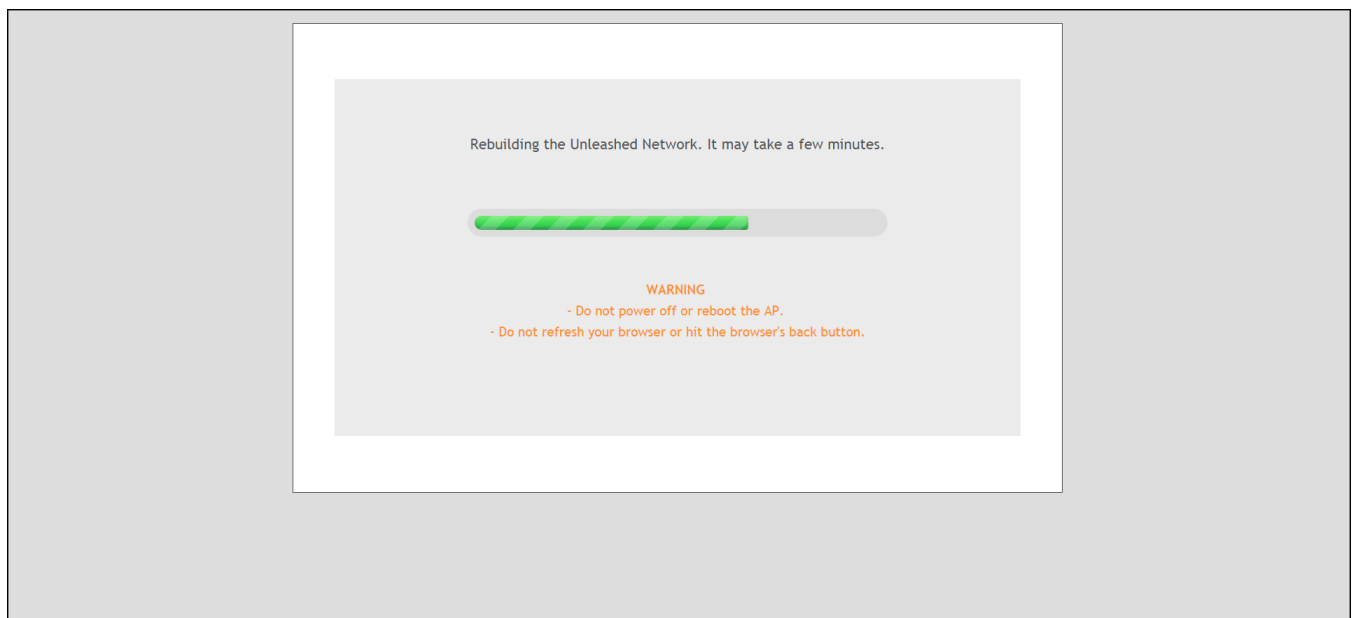 Rebuilding the Unleashed Network. It may take a few minutes.
WARNING
- Do not power off or reboot the AP.
- Do not refresh your browser or hit the browser's back button.